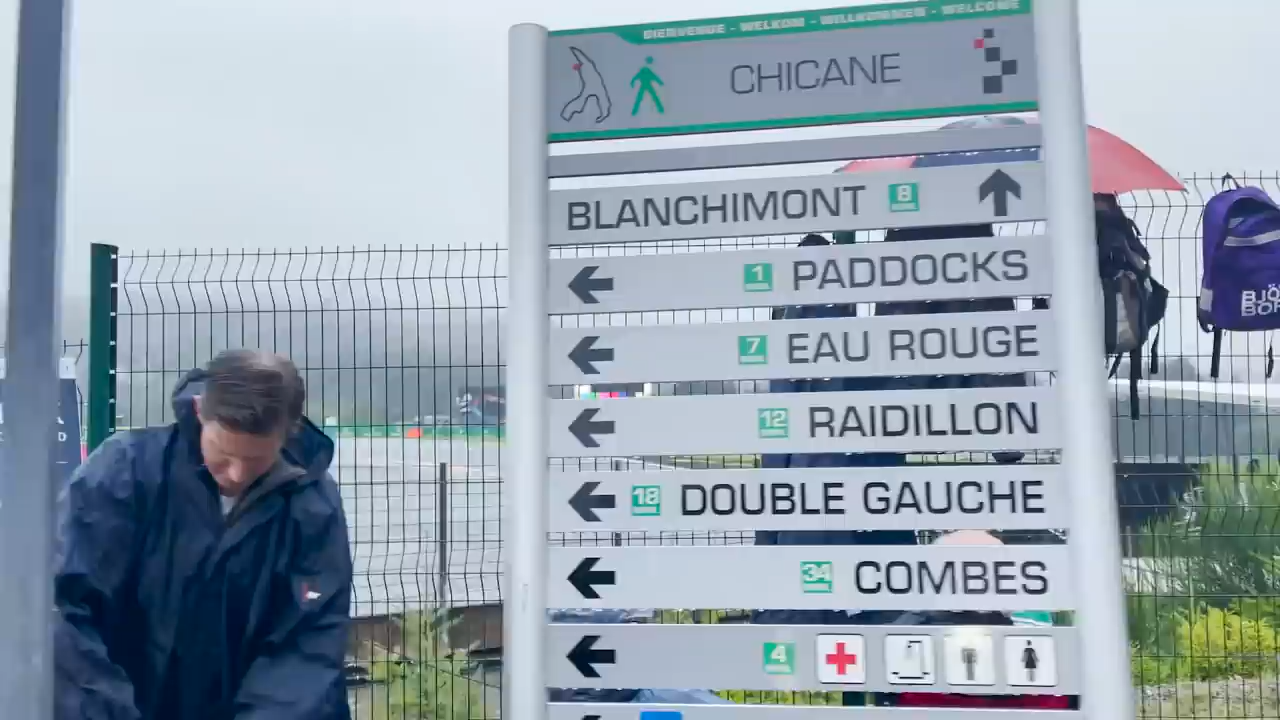 BIENVENUE - WELKOM - WILLKOMMEN - WELCOME
CHICANE
BLANCHIMONT 8
1 PADDOCKS
7 EAU ROUGE
12 RAIDILLON
18 DOUBLE GAUCHE
34 COMBES
4